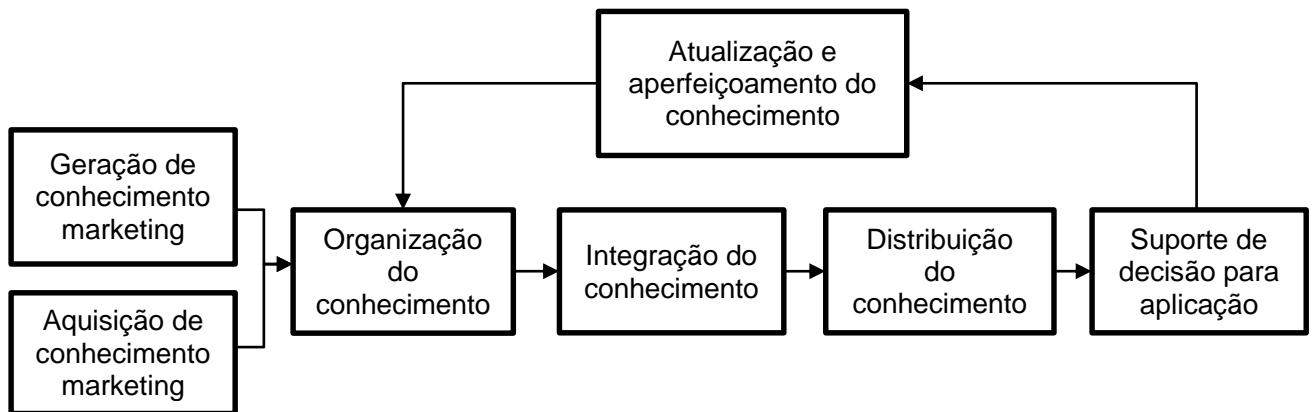 Atualização e
aperfeiçoamento do
conhecimento
Geração de
conhecimento
marketing
Aquisição de
conhecimento
marketing
Organização
do
conhecimento
Integração do
conhecimento
Distribuição
do
conhecimento
Suporte de
decisão para
aplicação